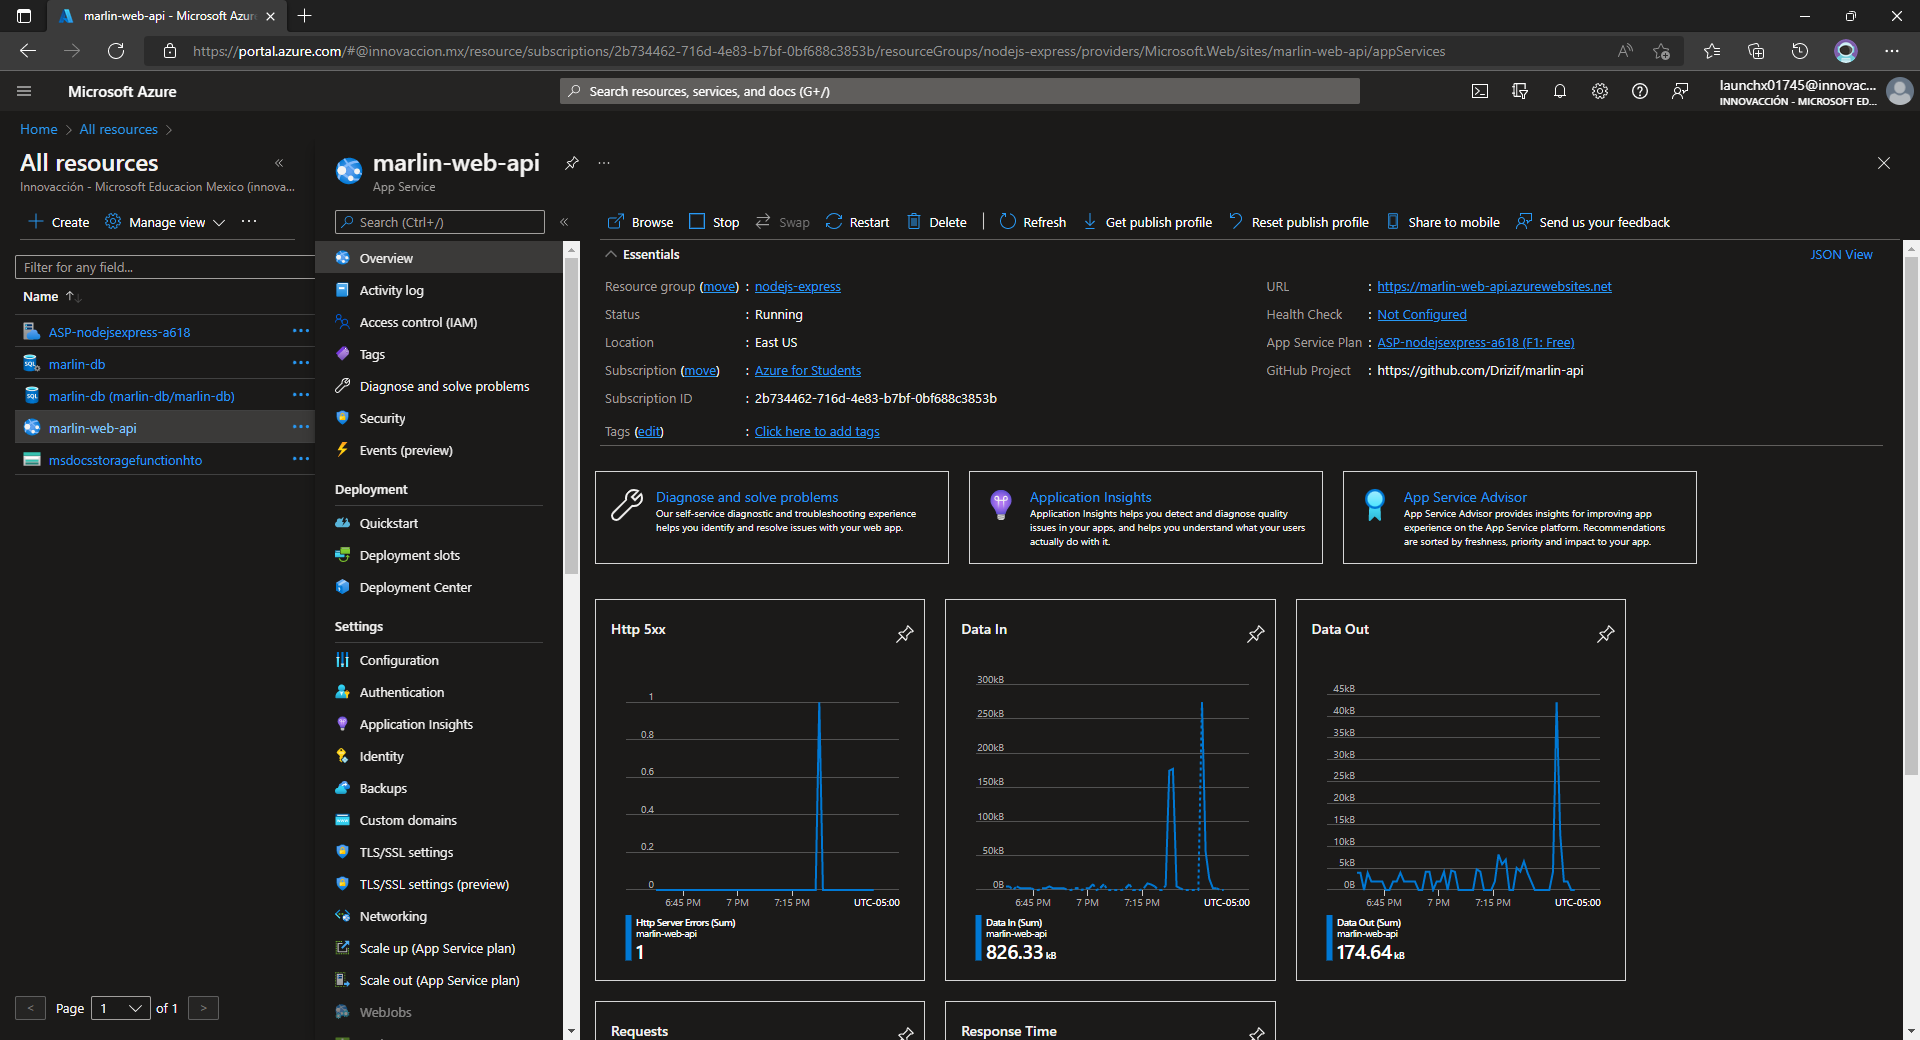 marlin-web-api - Microsoft Azur
https://portal.azure.com/#@innovaccion.mx/resource/subscriptions/2b734462-716d-4e83-b7bf-0bf688c3853b/resourceGroups/nodejs-express/providers/Microsoft.Web/sites/marlin-web-api/appServices
Microsoft Azure
Search resources, services, and docs (G+/)
launchx01745@innovac...
INNOVACCIÓN - MICROSOFT ED...
Home > All resources >
All resources
Innovacción - Microsoft Educacion Mexico (innova...
Create
Manage view
Filter for any field...
Name
ASP-nodejsexpress-a618
marlin-db
marlin-db (marlin-db/marlin-db)
marlin-web-api
msdocsstoragefunctionhto
< Page 1 of 1 >
marlin-web-api
App Service
Search (Ctrl+/)
Overview
Activity log
Access control (IAM)
Tags
Diagnose and solve problems
Security
Events (preview)
Deployment
Quickstart
Deployment slots
Deployment Center
Settings
Configuration
Authentication
Application Insights
Identity
Backups
Custom domains
TLS/SSL settings
TLS/SSL settings (preview)
Networking
Scale up (App Service plan)
Scale out (App Service plan)
WebJobs
Browse Stop Swap Restart Delete Refresh Get publish profile Reset publish profile Share to mobile Send us your feedback
Essentials
JSON View
Resource group (move) : nodejs-express
Status : Running
Location : East US
Subscription (move) : Azure for Students
Subscription ID : 2b734462-716d-4e83-b7bf-0bf688c3853b
Tags (edit) : Click here to add tags
URL : https://marlin-web-api.azurewebsites.net
Health Check : Not Configured
App Service Plan : ASP-nodejsexpress-a618 (F1: Free)
GitHub Project : https://github.com/Drizif/marlin-api
Diagnose and solve problems
Our self-service diagnostic and troubleshooting experience
helps you identify and resolve issues with your web app.
Application Insights
Application Insights helps you detect and diagnose quality
issues in your apps, and helps you understand what your users
actually do with it.
App Service Advisor
App Service Advisor provides insights for improving app
experience on the App Service platform. Recommendations
are sorted by freshness, priority and impact to your app.
Http 5xx
1
0.8
0.6
0.4
0.2
0
6:45 PM 7 PM 7:15 PM UTC-05:00
Http Server Errors (Sum)
marlin-web-api
1
Data In
300kB
250kB
200kB
150kB
100kB
50kB
0B
6:45 PM 7 PM 7:15 PM UTC-05:00
Data In (Sum)
marlin-web-api
826.33 kB
Data Out
45kB
40kB
35kB
30kB
25kB
20kB
15kB
10kB
5kB
0B
6:45 PM 7 PM 7:15 PM UTC-05:00
Data Out (Sum)
marlin-web-api
174.64 kB
Requests
Response Time